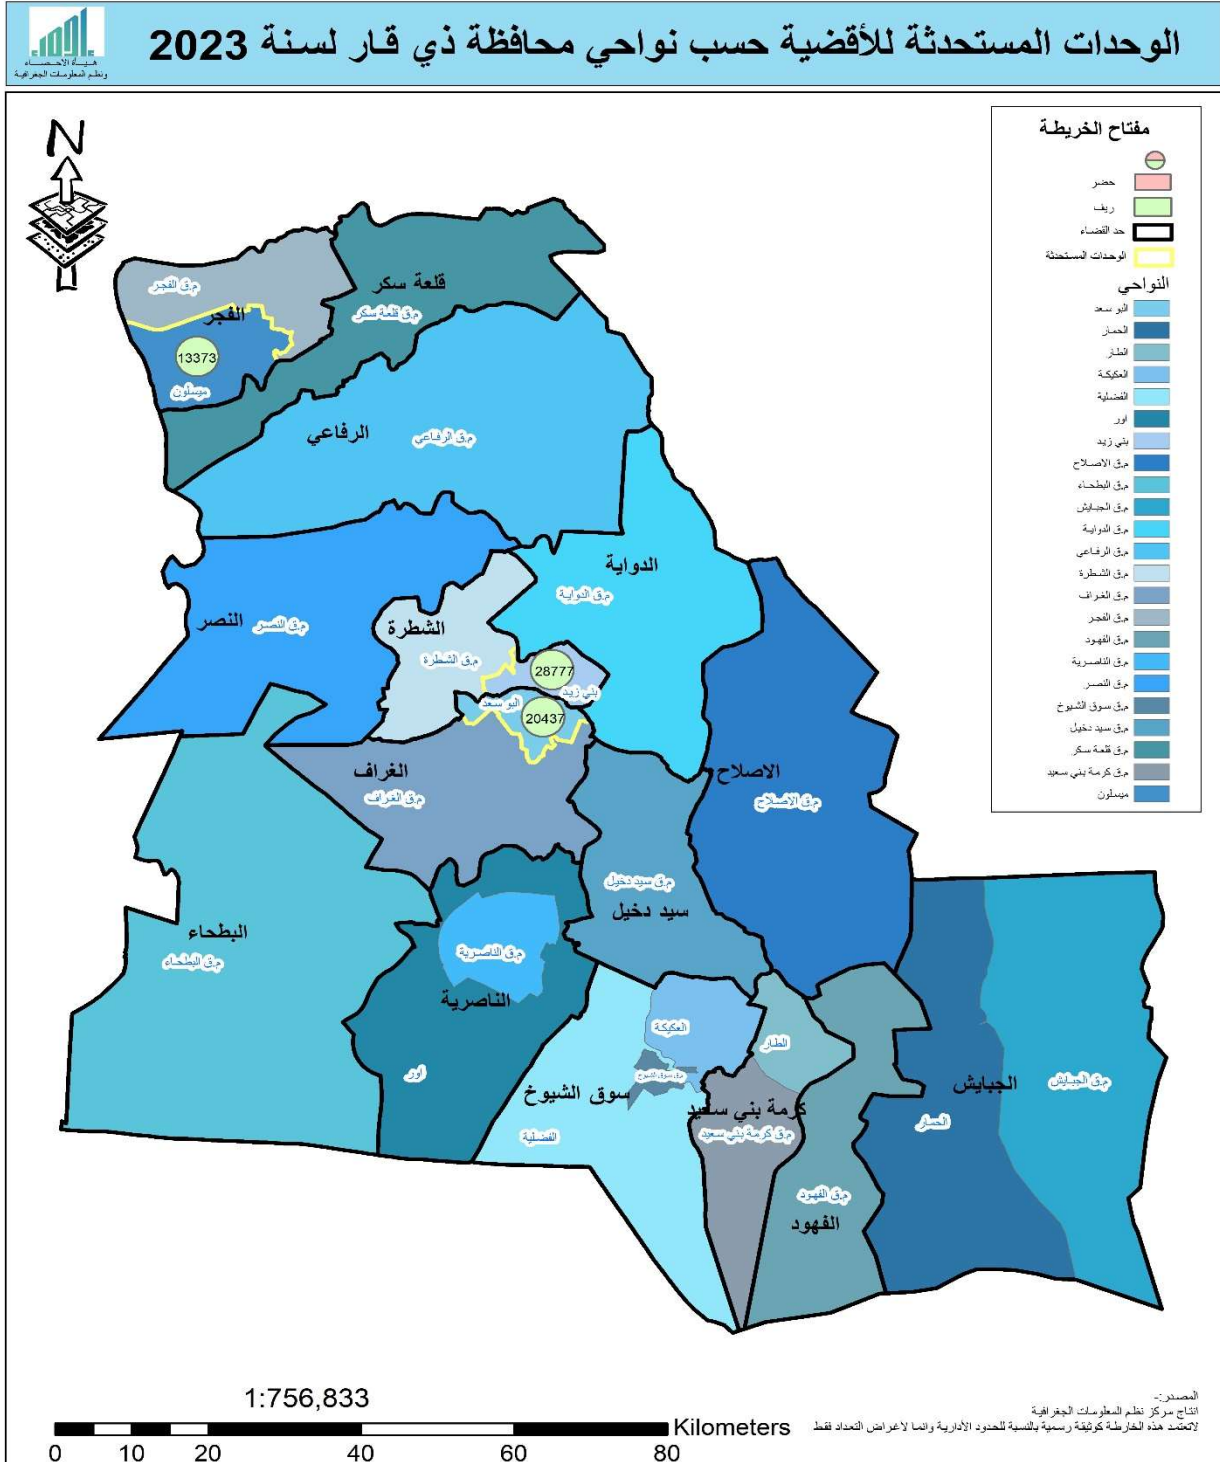 الوحدات المستحدثة للأقضية حسب نواحي محافظة ذي قار لسنة 2023
هيأة الاحصاء
ونظم المعلومات الجغرافية
N
مفتاح الخريطة
حضر
ريف
حد القضاء
الوحدات المستحدثة
النواحي
البو سعد
الحمار
الطار
العكيكة
الفضلية
اور
بني زيد
م.ق الاصلاح
م.ق البطحاء
م.ق الجبايش
م.ق الدواية
م.ق الرفاعي
م.ق الشطرة
م.ق الغراف
م.ق الفجر
م.ق الفهود
م.ق الناصرية
م.ق النصر
م.ق سوق الشيوخ
م.ق سيد دخيل
م.ق قلعة سكر
م.ق كرمة بني سعيد
ميسلون
قلعة سكر
م.ق قلعة سكر
م.ق الفجر
الفجر
13373
ميسلون
الرفاعي
م.ق الرفاعي
الدواية
م.ق الدواية
النصر
م.ق النصر
الشطرة
م.ق الشطرة
28777
بني زيد
البو سعد
20437
الغراف
م.ق الغراف
الاصلاح
م.ق الاصلاح
م.ق سيد دخيل
سيد دخيل
البطحاء
م.ق البطحاء
م.ق الناصرية
الناصرية
اور
العكيكة
الطار
م.ق سوق الشيوخ
سوق الشيوخ
الفضلية
كرمة بني سعيد
م.ق كرمة بني سعيد
الجبايش
م.ق الجبايش
الحمار
م.ق الفهود
الفهود
1:756,833
Kilometers
0 10 20 40 60 80
المصدر:-
انتاج مركز نظم المعلومات الجغرافية
لاتعتمد هذه الخارطة كوثيقة رسمية بالنسبة للحدود الأدارية وانما لاغراض التعداد فقط